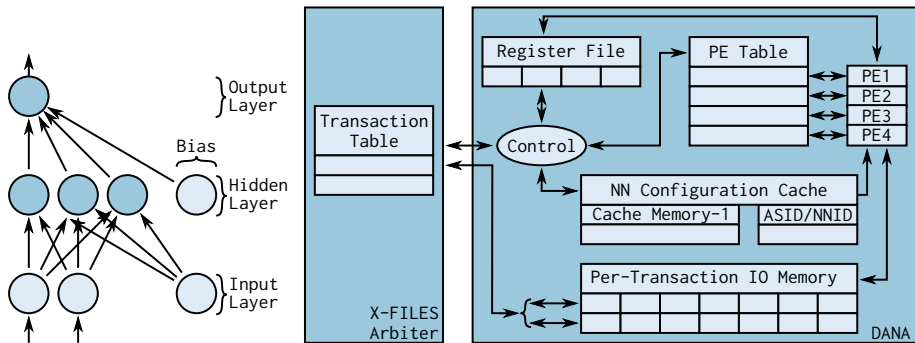 Output
Layer
Bias
Hidden
Layer
Input
Layer
Transaction
Table
X-FILES
Arbiter
Register File
PE Table
PE1
PE2
PE3
PE4
Control
NN Configuration Cache
Cache Memory-1
ASID/NNID
Per-Transaction IO Memory
DANA